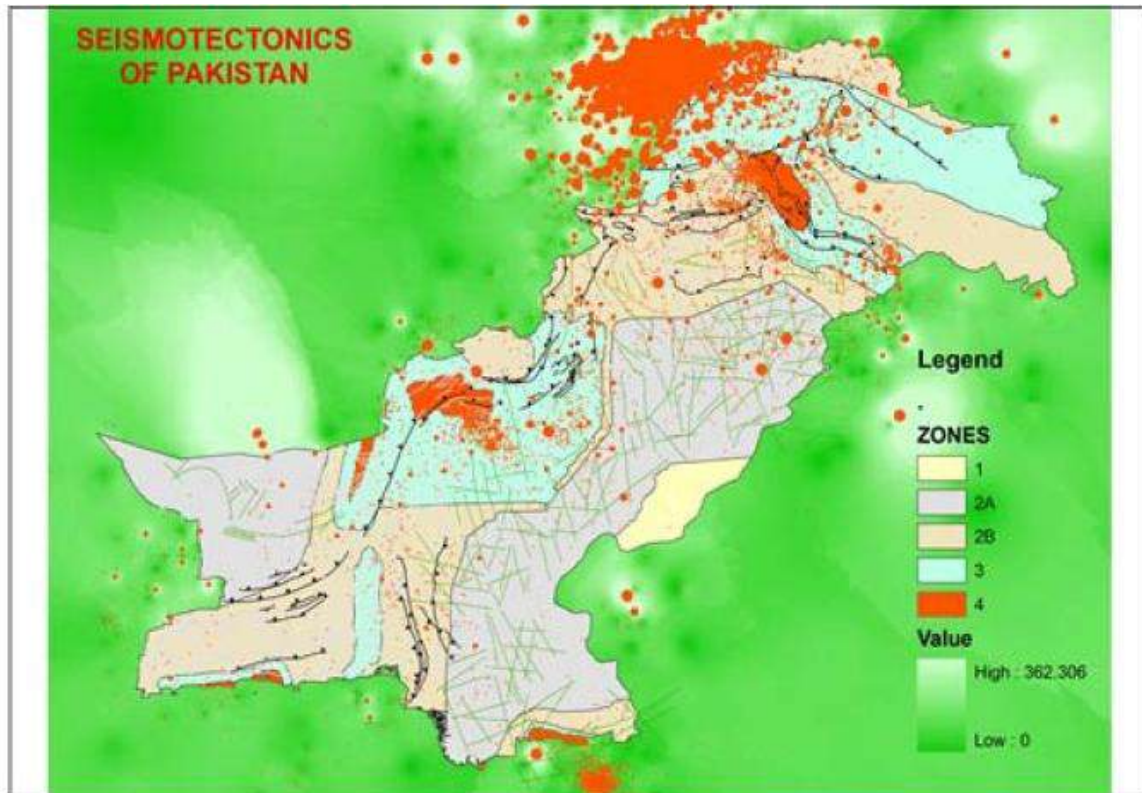 SEISMOTECTONICS
OF PAKISTAN
Legend
ZONES
1
2A
2B
3
4
Value
High : 362.306
Low : 0